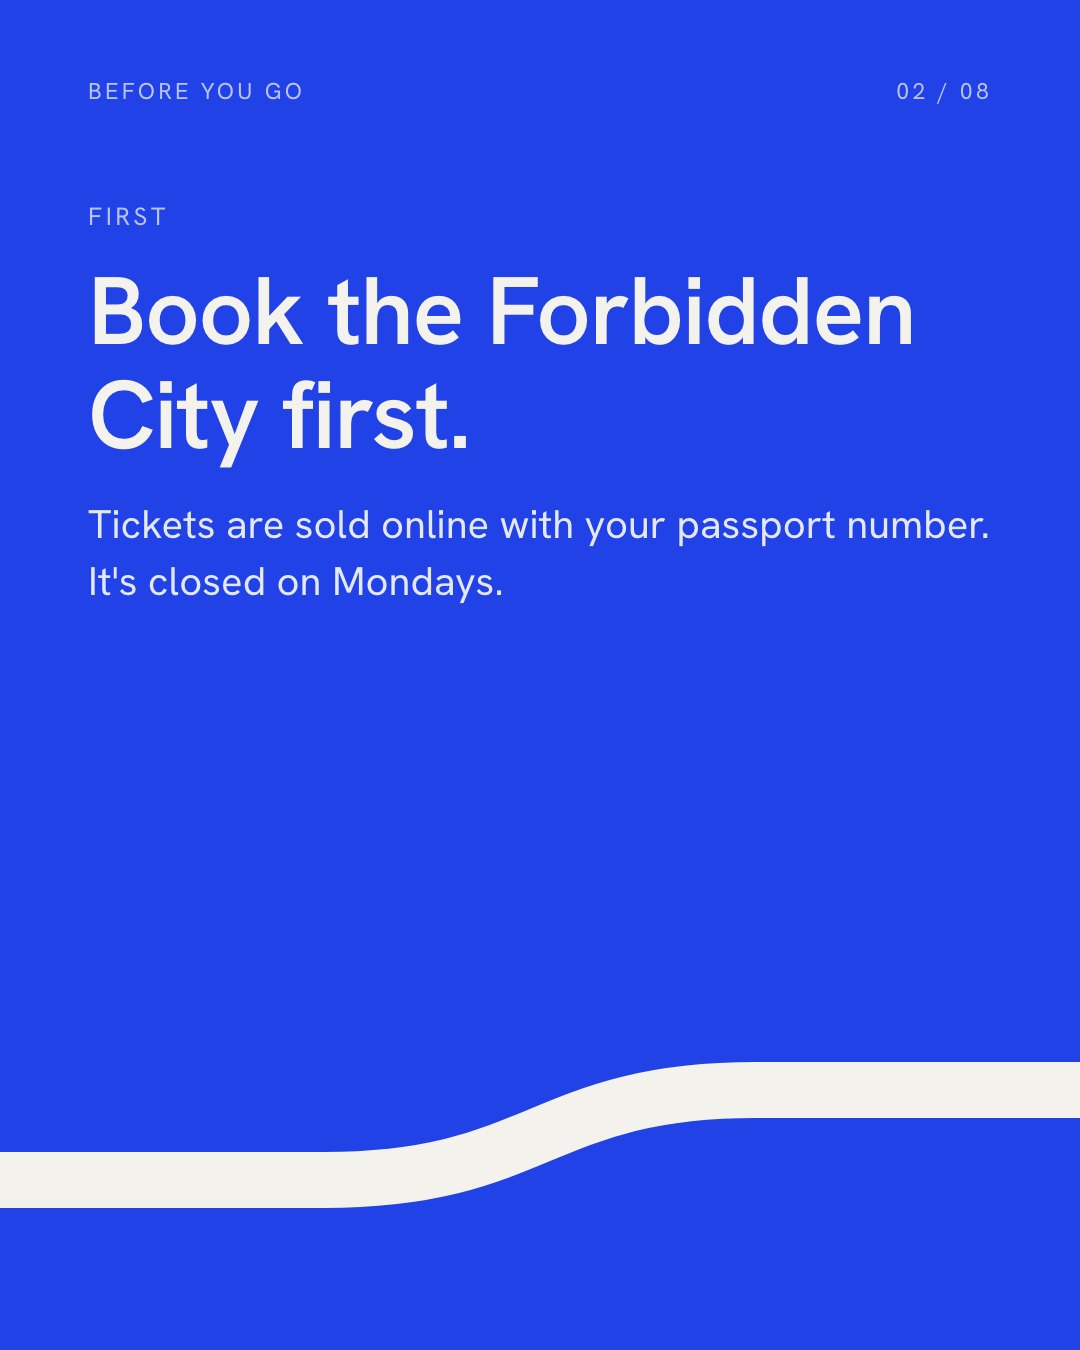 BEFORE YOU GO
02 / 08
FIRST
Book the Forbidden
City first.
Tickets are sold online with your passport number.
It's closed on Mondays.